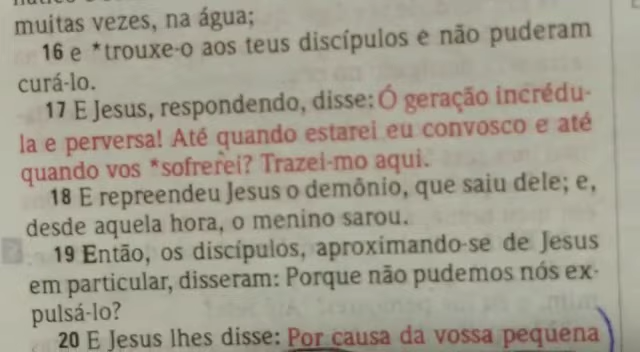 muitas vezes, na água;
16 e *trouxe-o aos teus discípulos e não puderam
curá-lo.
17 E Jesus, respondendo, disse: Ó geração incrédu-
la e perversa! Até quando estarei eu convosco e até
quando vos *sofrerei? Trazei-mo aqui.
18 E repreendeu Jesus o demônio, que saiu dele; e,
desde aquela hora, o menino sarou.
19 Então, os discípulos, aproximando-se de Jesus
em particular, disseram: Porque não pudemos nós ex-
pulsá-lo?
20 E Jesus lhes disse: Por causa da vossa pequena